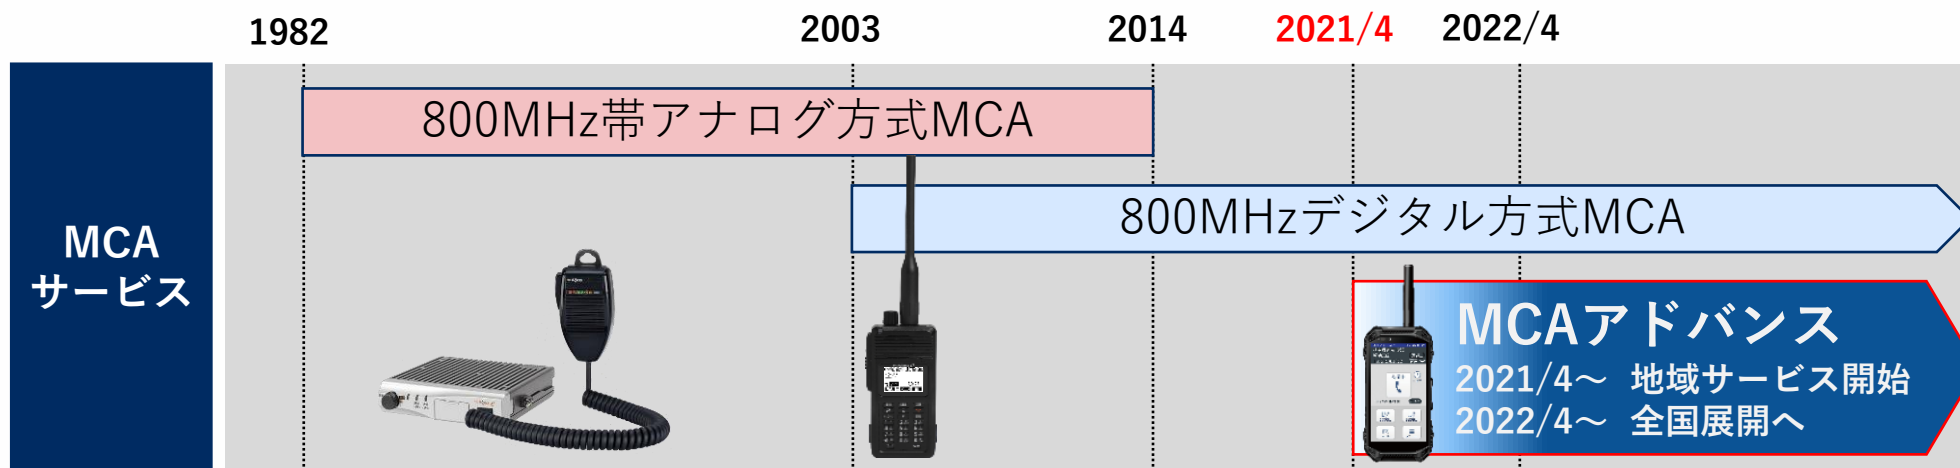 1982
2003
2014
2021/4
2022/4
MCA
サービス
800MHz帯アナログ方式MCA
800MHzデジタル方式MCA
MCAアドバンス
2021/4～ 地域サービス開始
2022/4～ 全国展開へ